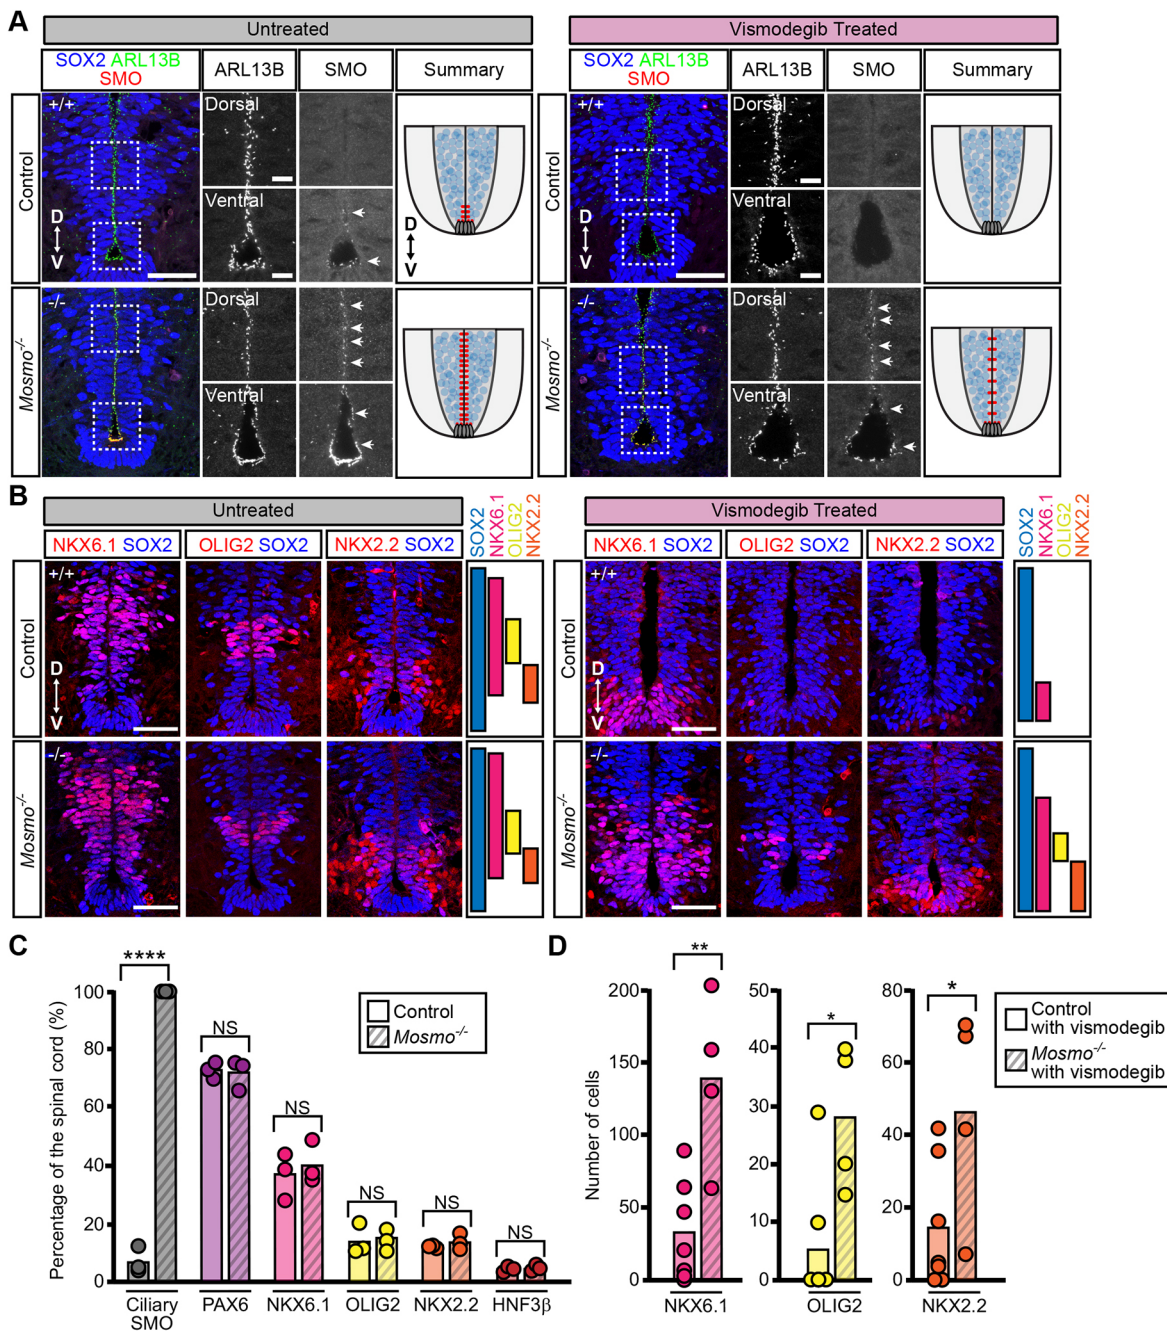 A
Untreated
Vismodegib Treated
SOX2 ARL13B
SMO
ARL13B
SMO
Summary
SOX2 ARL13B
SMO
ARL13B
SMO
Summary
Control
+/+
Dorsal
Ventral
D
V
D
V
Control
+/+
Dorsal
Ventral
Mosmo-/-
-/-
Dorsal
Ventral
Mosmo-/-
-/-
Dorsal
Ventral
B
Untreated
SOX2
NKX6.1
OLIG2
NKX2.2
Vismodegib Treated
SOX2
NKX6.1
OLIG2
NKX2.2
NKX6.1 SOX2
OLIG2 SOX2
NKX2.2 SOX2
NKX6.1 SOX2
OLIG2 SOX2
NKX2.2 SOX2
Control
+/+
D
V
Control
+/+
D
V
Mosmo-/-
-/-
Mosmo-/-
-/-
C
Percentage of the spinal cord (%)
100
80
60
40
20
0
****
NS
NS
NS
NS
NS
Control
Mosmo-/-
Ciliary
SMO
PAX6
NKX6.1
OLIG2
NKX2.2
HNF3β
D
Number of cells
200
150
100
50
0
**
NKX6.1
50
40
30
20
10
0
*
OLIG2
80
60
40
20
0
*
NKX2.2
Control
with vismodegib
Mosmo-/-
with vismodegib